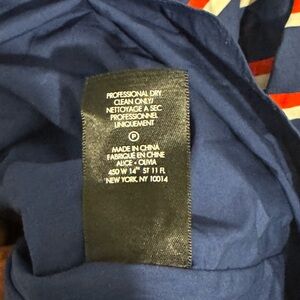 PROFESSIONAL DRY
CLEAN ONLY/
NETTOYAGE A SEC
PROFESSIONNEL
UNIQUEMENT
P
MADE IN CHINA
FABRIQUÉ EN CHINE
ALICE + OLIVIA
450 W 14TH ST 11 FL
NEW YORK, NY 10014